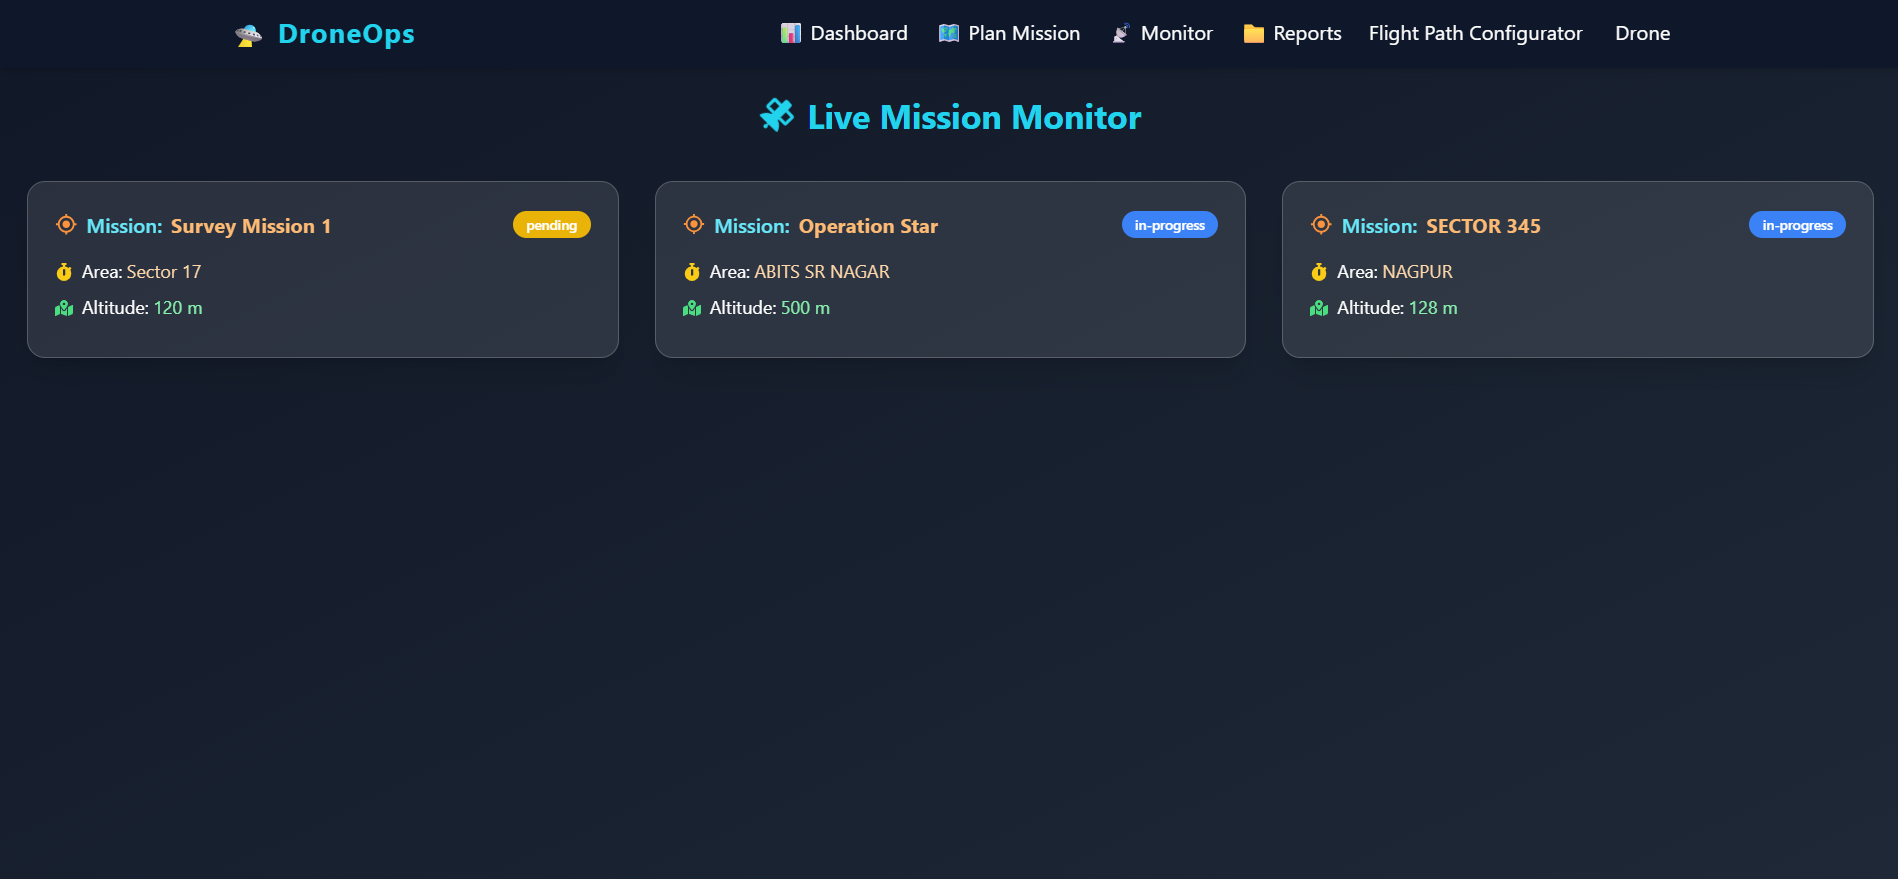 DroneOps
Dashboard Plan Mission Monitor Reports Flight Path Configurator Drone
Live Mission Monitor
Mission: Survey Mission 1 pending
Area: Sector 17
Altitude: 120 m
Mission: Operation Star in-progress
Area: ABITS SR NAGAR
Altitude: 500 m
Mission: SECTOR 345 in-progress
Area: NAGPUR
Altitude: 128 m